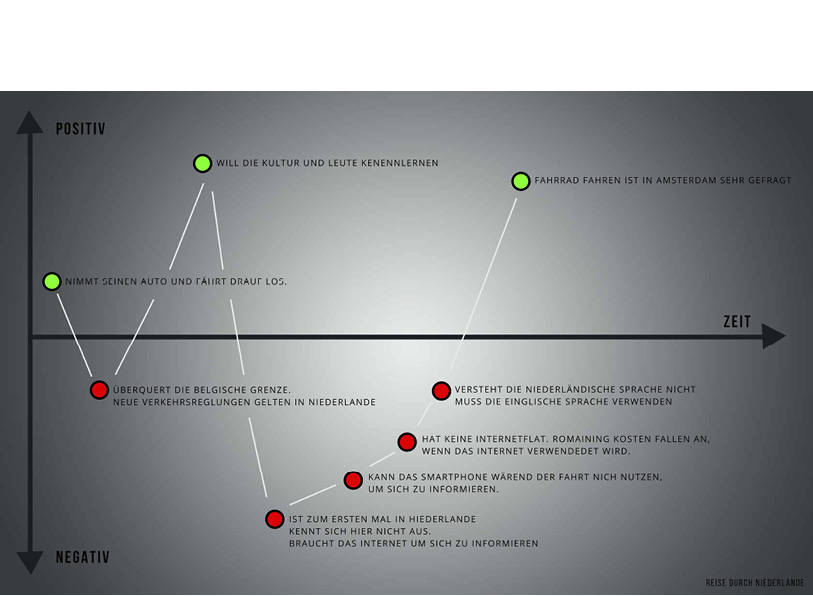 POSITIV
WILL DIE KULTUR UND LEUTE KENENNLERNEN
FAHRRAD FAHREN IST IN AMSTERDAM SEHR GEFRAGT
NIMMT SEINEN AUTO UND FÄHRT DRAUF LOS.
ZEIT
ÜBERQUERT DIE BELGISCHE GRENZE.
NEUE VERKEHRSREGLUNGEN GELTEN IN NIEDERLANDE
VERSTEHT DIE NIEDERLÄNDISCHE SPRACHE NICHT
MUSS DIE EINGLISCHE SPRACHE VERWENDEN
HAT KEINE INTERNETFLAT. ROMAINING KOSTEN FALLEN AN,
WENN DAS INTERNET VERWENDEDET WIRD.
KANN DAS SMARTPHONE WÄREND DER FAHRT NICH NUTZEN,
UM SICH ZU INFORMIEREN.
IST ZUM ERSTEN MAL IN HIEDERLANDE
KENNT SICH HIER NICHT AUS.
BRAUCHT DAS INTERNET UM SICH ZU INFORMIEREN
NEGATIV
REISE DURCH NIEDERLANDE